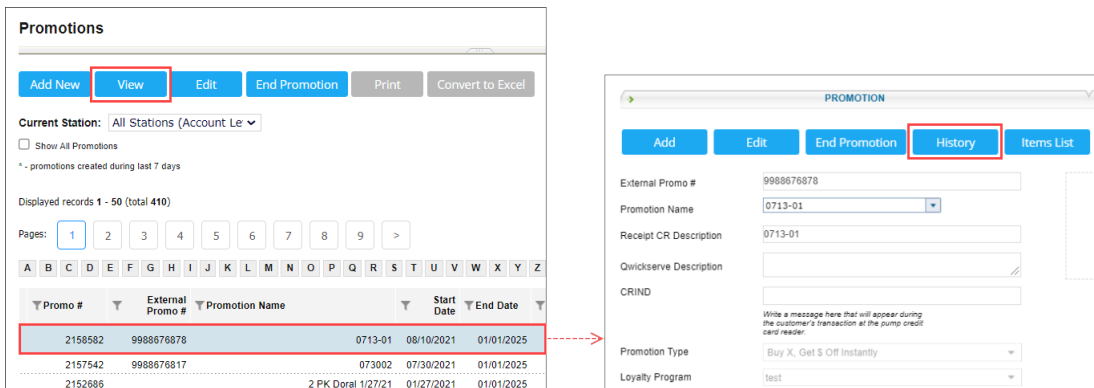 Promotions
Add New View Edit End Promotion Print Convert to Excel
Current Station: All Stations (Account Le
Show All Promotions
* - promotions created during last 7 days
Displayed records 1 - 50 (total 410)
Pages: 1 2 3 4 5 6 7 8 9 >
A B C D E F G H I J K L M N O P Q R S T U V W X Y Z
Promo # External Promo # Promotion Name Start Date End Date
2158582 9988676878 0713-01 08/10/2021 01/01/2025
2157542 9988676817 073002 07/30/2021 01/01/2025
2152686 2 PK Doral 1/27/21 01/27/2021 01/01/2025
PROMOTION
Add Edit End Promotion History Items List
External Promo # 9988676878
Promotion Name 0713-01
Receipt CR Description 0713-01
Qwickserve Description
CRIND
Write a message here that will appear during
the customer's transaction at the pump credit
card reader.
Promotion Type Buy X, Get $ Off Instantly
Loyalty Program test